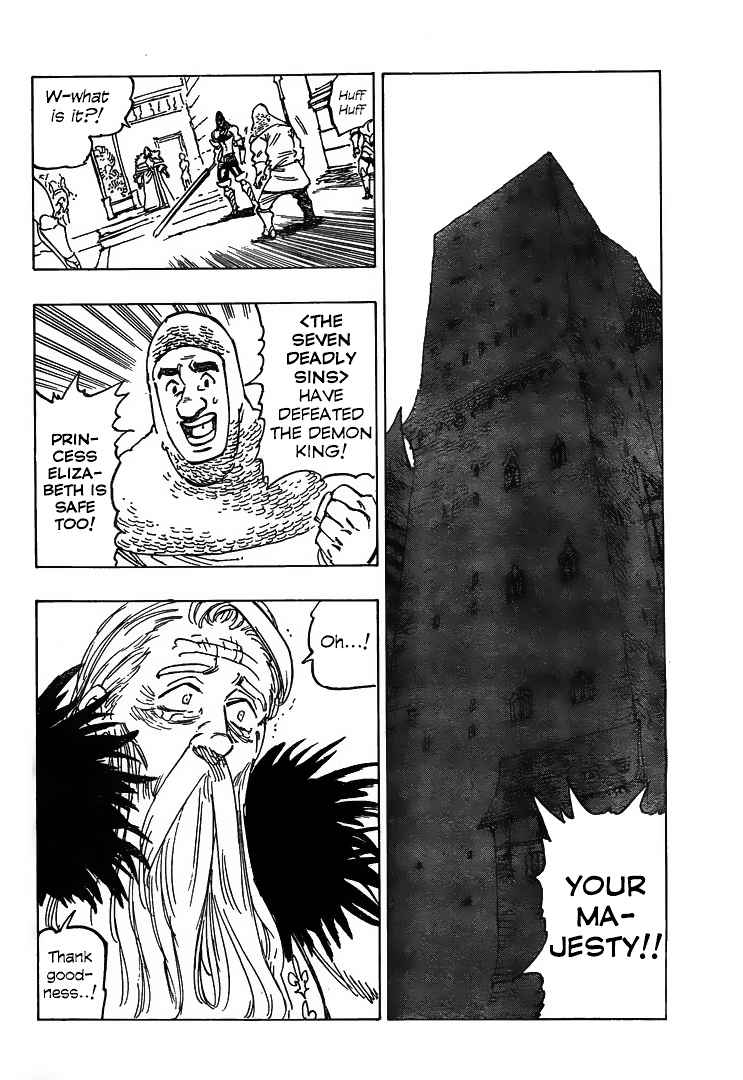 YOUR
MA-
JESTY!!
Huff
Huff
W-what
is it?!
<THE
SEVEN
DEADLY
SINS>
HAVE
DEFEATED
THE DEMON
KING!
PRIN-
CESS
ELIZA-
BETH IS
SAFE
TOO!
Oh...!
Thank
good-
ness..!